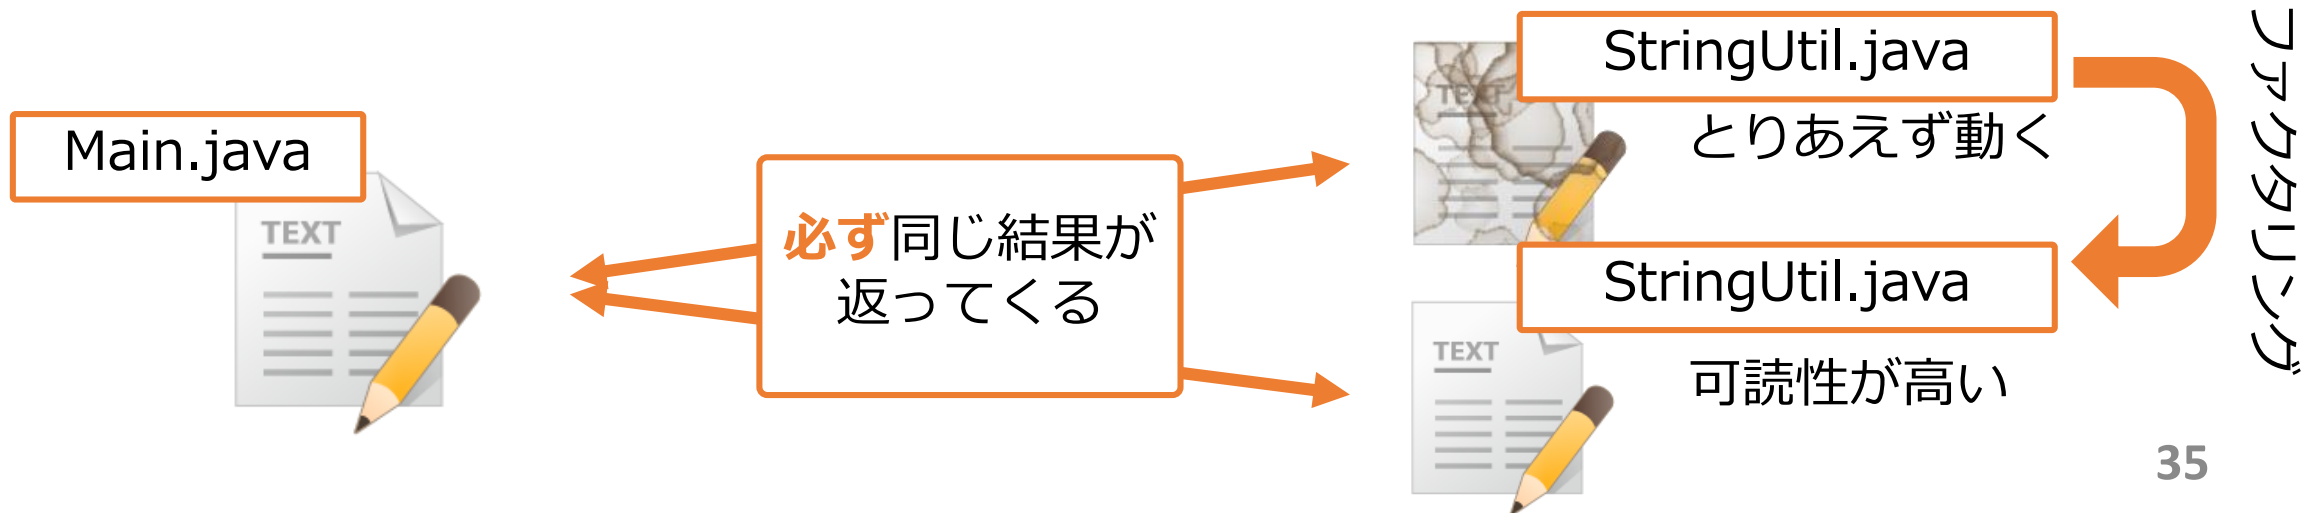 Main.java
TEXT
必ず同じ結果が
返ってくる
TEXT
StringUtil.java
とりあえず動く
StringUtil.java
TEXT
可読性が高い
ファクタリング
35